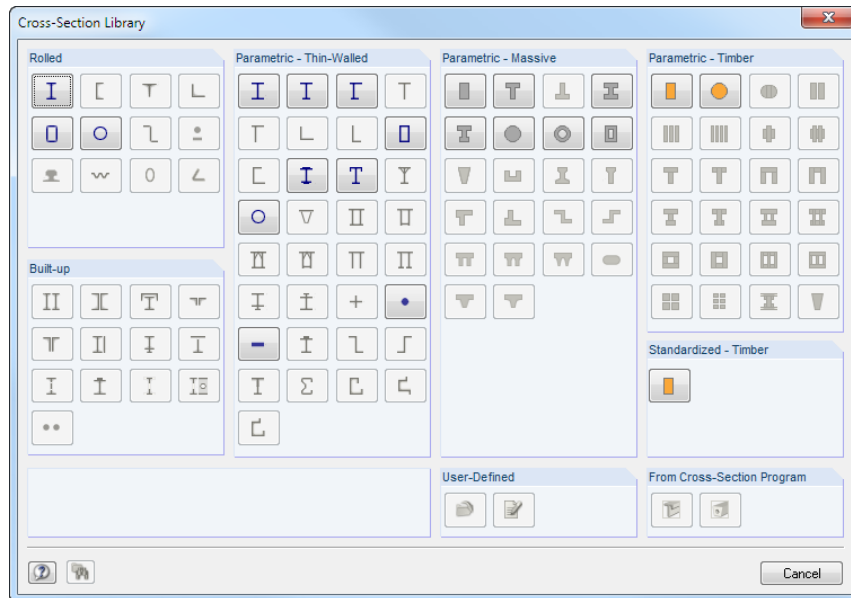 Cross-Section Library
Rolled
Parametric - Thin-Walled
Parametric - Massive
Parametric - Timber
Built-up
Standardized - Timber
User-Defined
From Cross-Section Program
Cancel